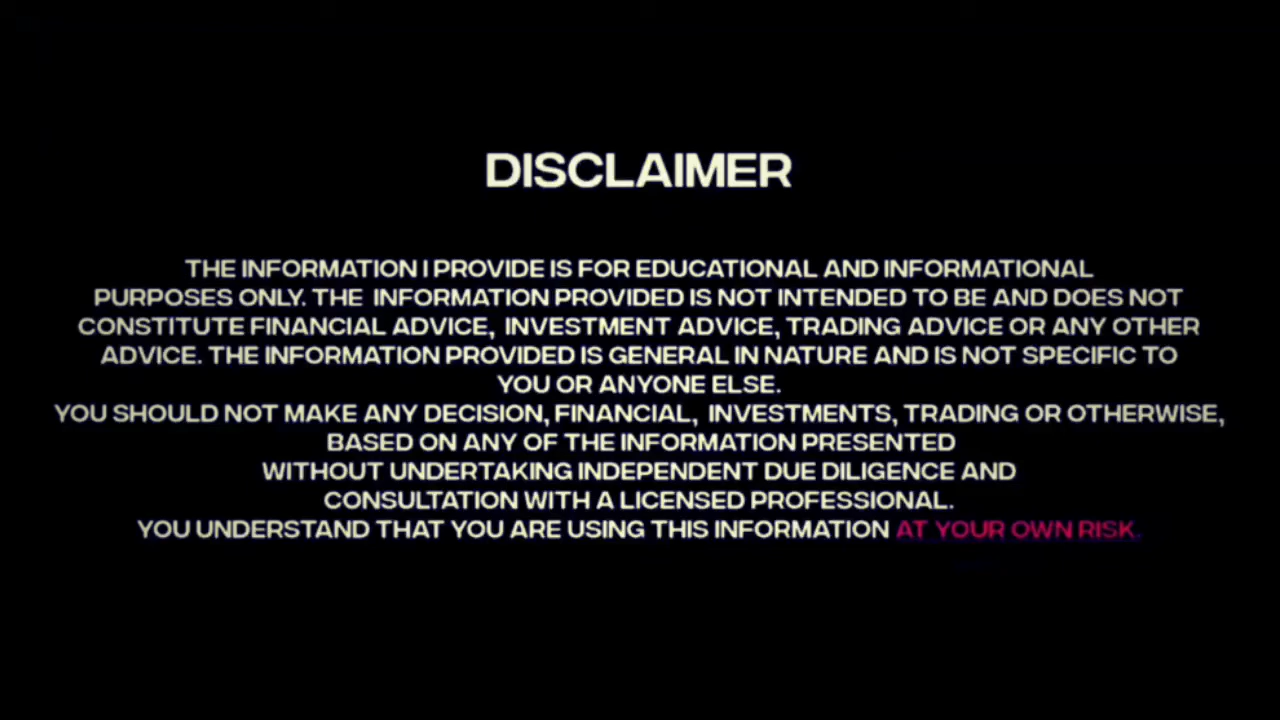 DISCLAIMER
THE INFORMATION I PROVIDE IS FOR EDUCATIONAL AND INFORMATIONAL
PURPOSES ONLY. THE INFORMATION PROVIDED IS NOT INTENDED TO BE AND DOES NOT
CONSTITUTE FINANCIAL ADVICE, INVESTMENT ADVICE, TRADING ADVICE OR ANY OTHER
ADVICE. THE INFORMATION PROVIDED IS GENERAL IN NATURE AND IS NOT SPECIFIC TO
YOU OR ANYONE ELSE.
YOU SHOULD NOT MAKE ANY DECISION, FINANCIAL, INVESTMENTS, TRADING OR OTHERWISE,
BASED ON ANY OF THE INFORMATION PRESENTED
WITHOUT UNDERTAKING INDEPENDENT DUE DILIGENCE AND
CONSULTATION WITH A LICENSED PROFESSIONAL.
YOU UNDERSTAND THAT YOU ARE USING THIS INFORMATION AT YOUR OWN RISK.